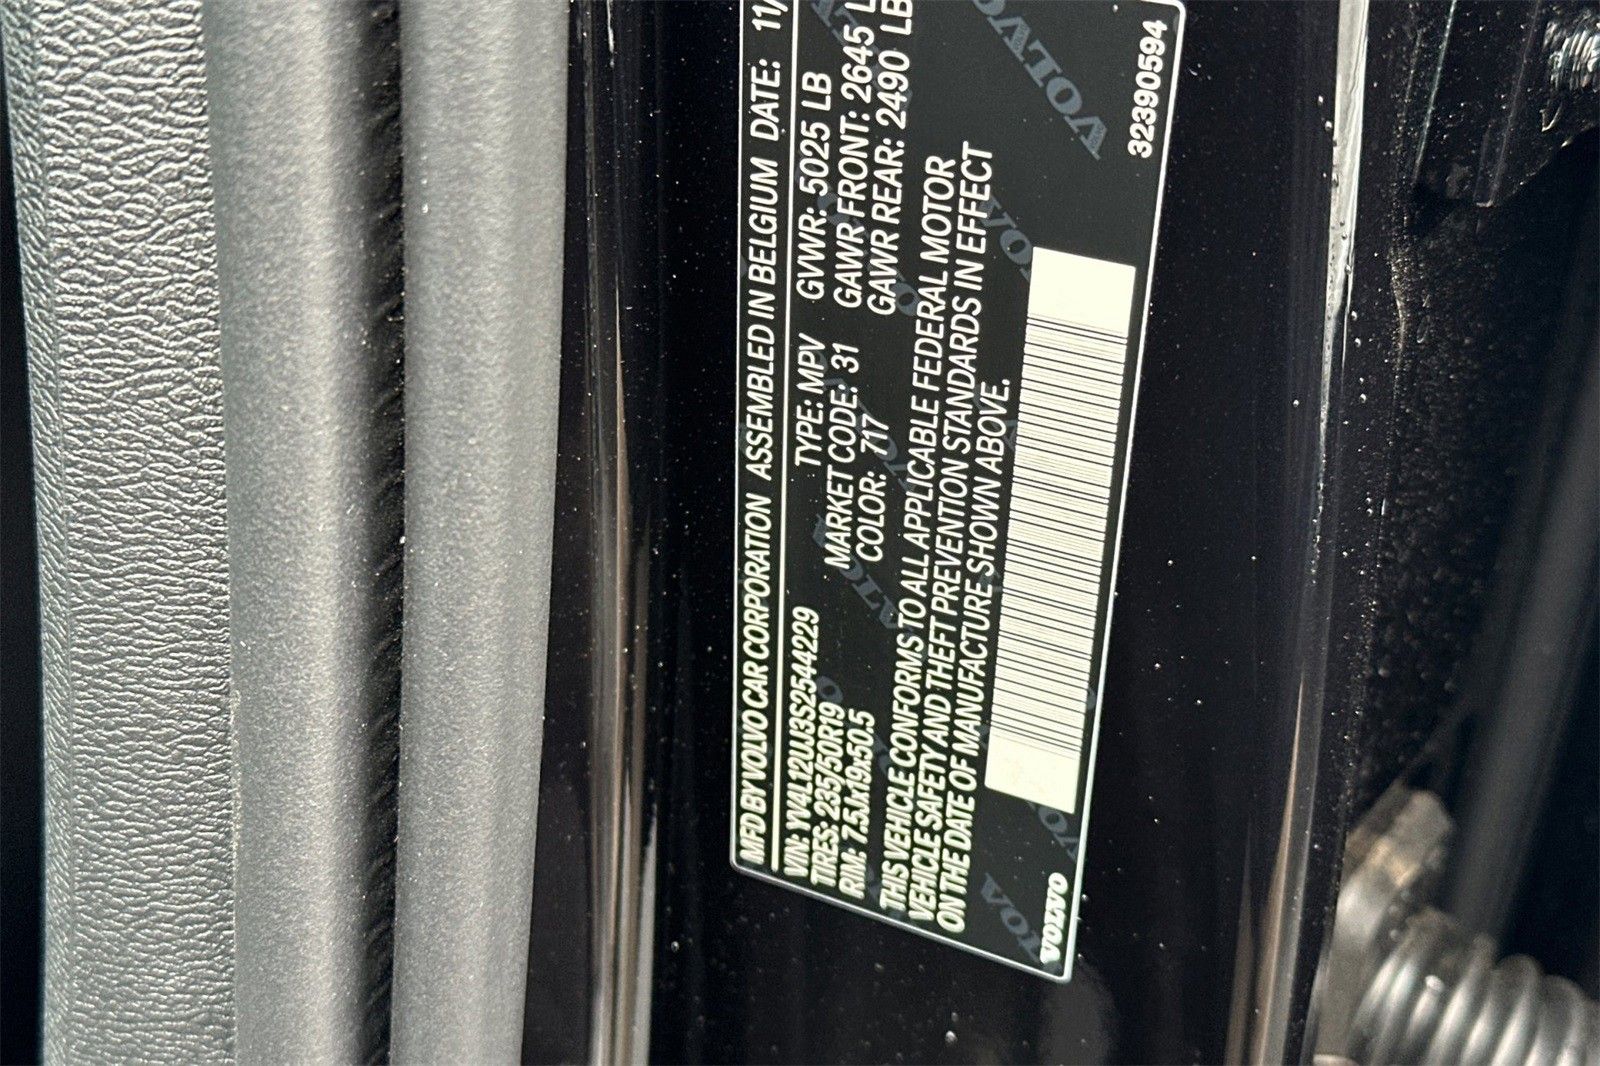 MFD BY VOLVO CAR CORPORATION ASSEMBLED IN BELGIUM DATE: 11/
VIN: YV4L12UJ3S2544229 TYPE: MPV GVWR: 5025 LB
TIRES: 235/50R19 MARKET CODE: 31 GAWR FRONT: 2645 L
RIM: 7.5Jx19x50.5 COLOR: 717 GAWR REAR: 2490 LB
THIS VEHICLE CONFORMS TO ALL APPLICABLE FEDERAL MOTOR
VEHICLE SAFETY AND THEFT PREVENTION STANDARDS IN EFFECT
ON THE DATE OF MANUFACTURE SHOWN ABOVE.
VOLVO 32390594